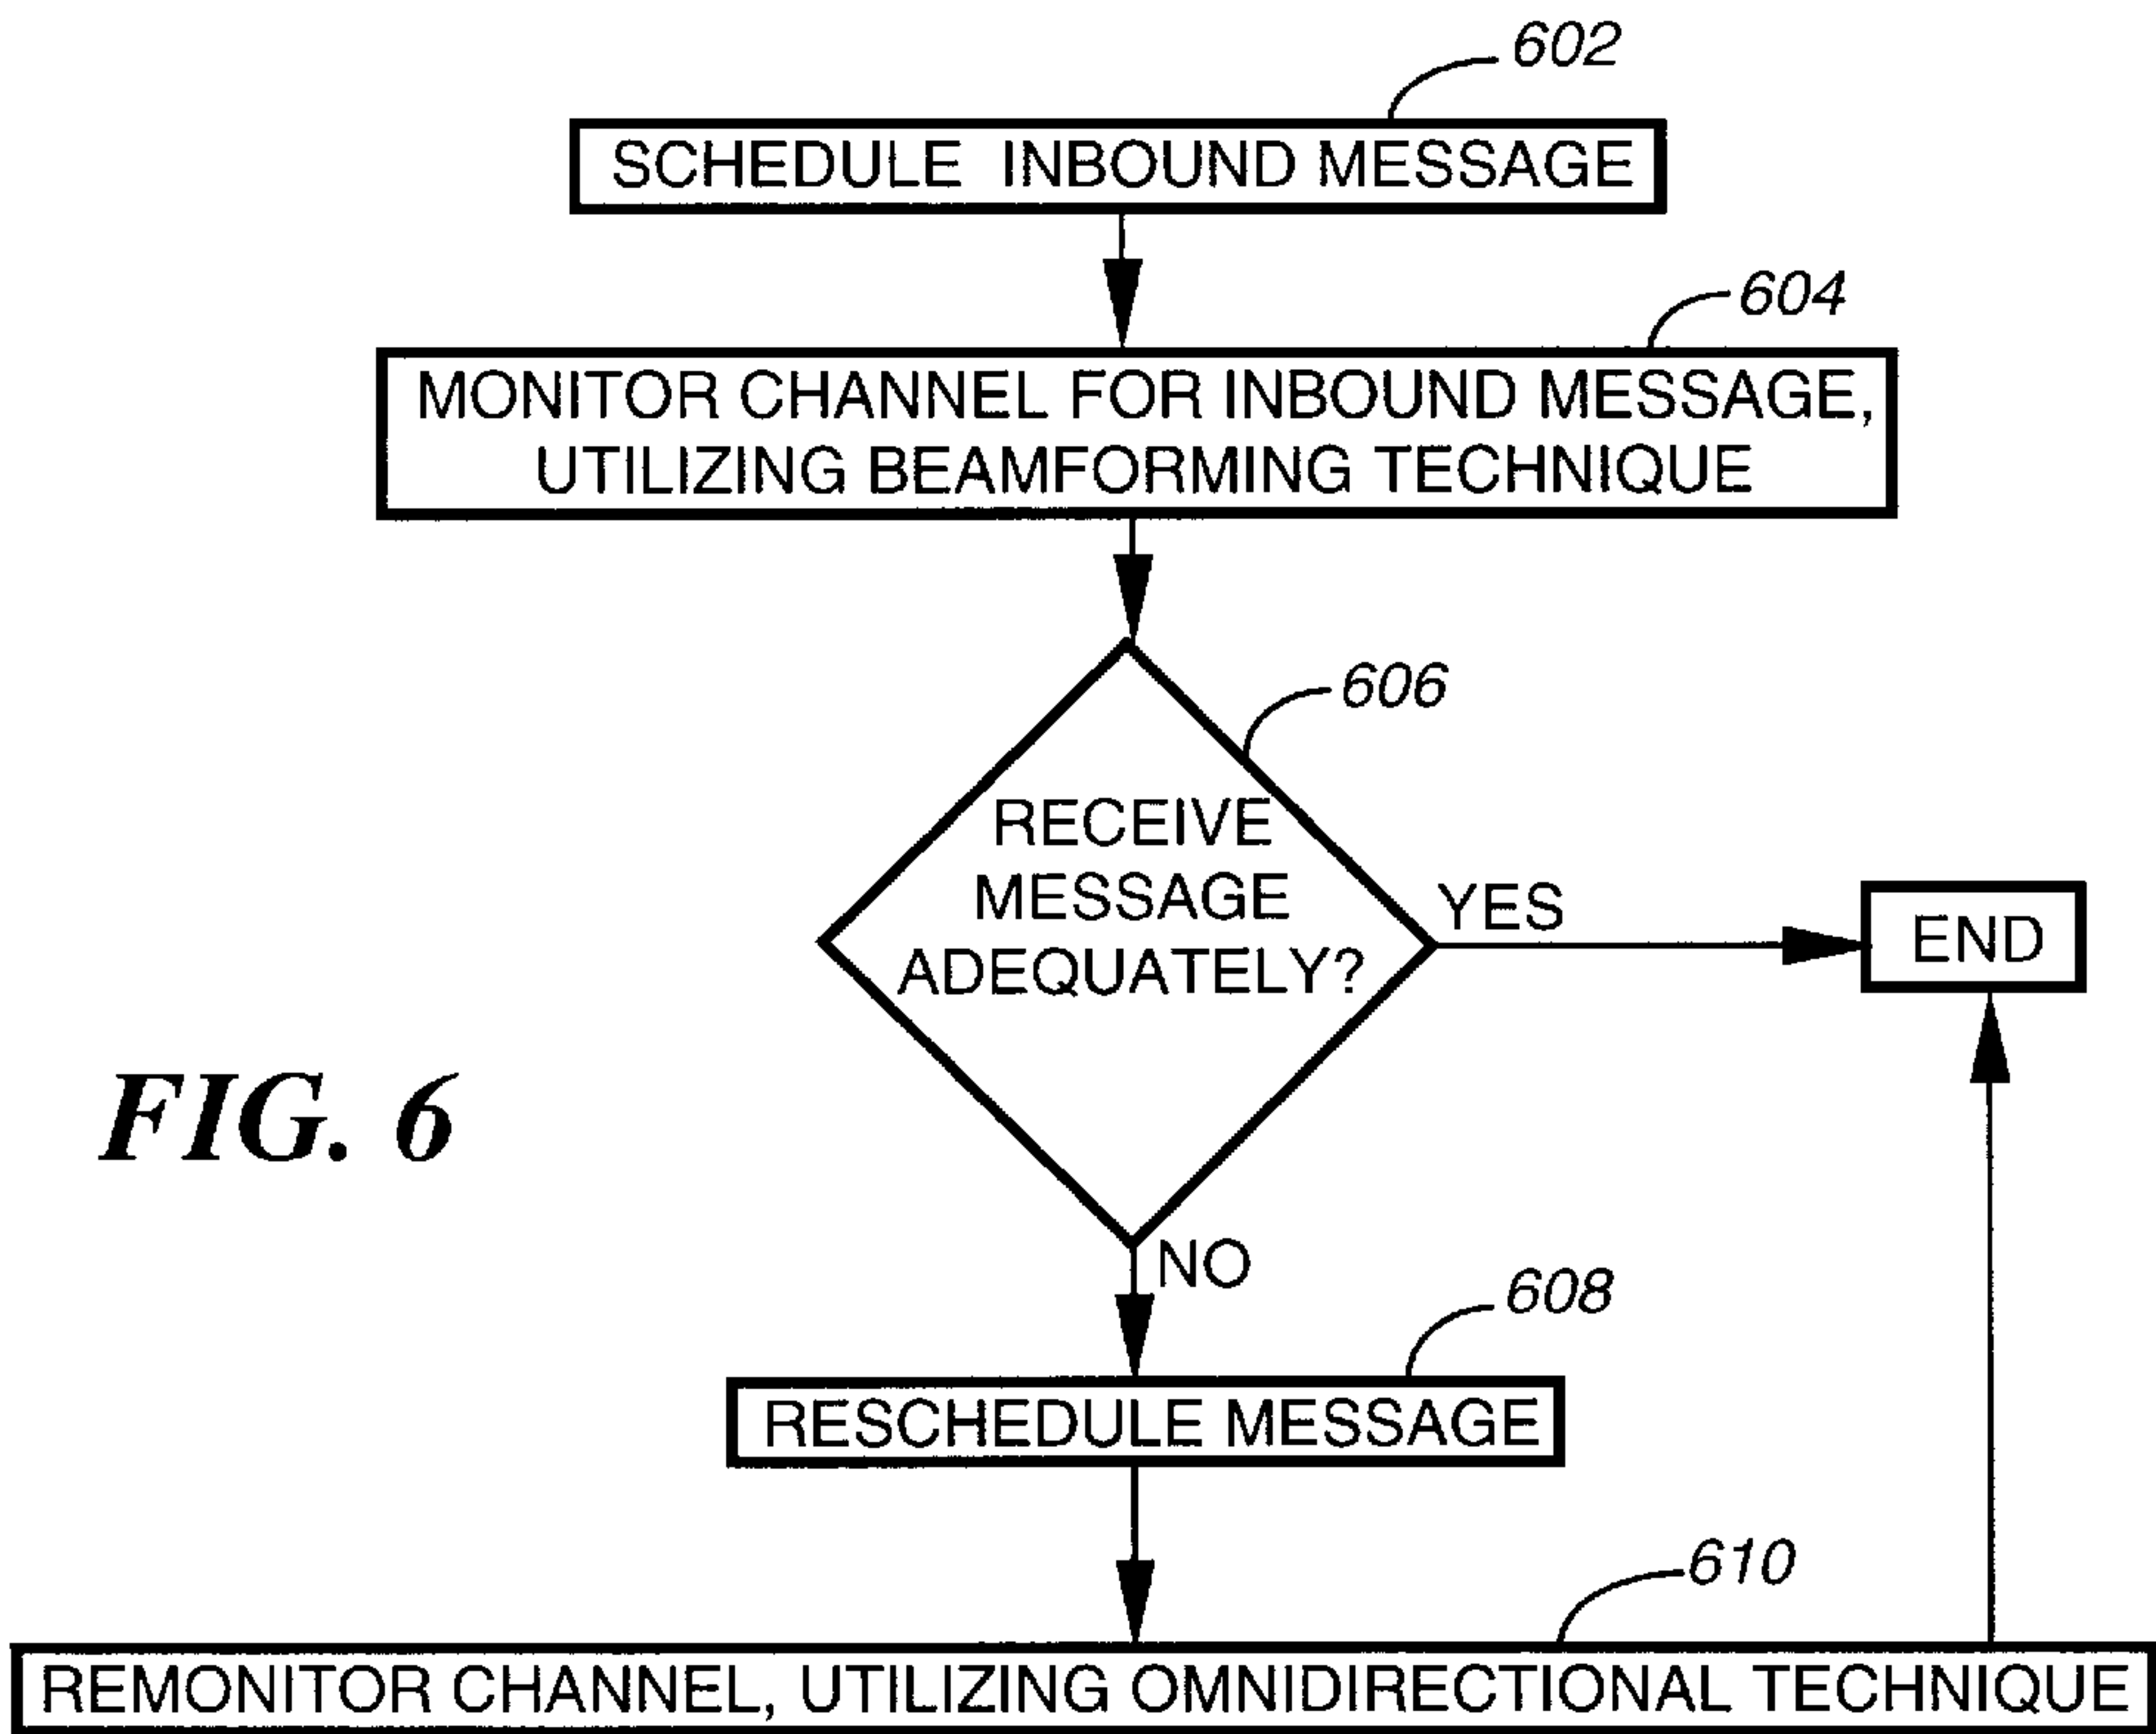 602
SCHEDULE INBOUND MESSAGE
604
MONITOR CHANNEL FOR INBOUND MESSAGE,
UTILIZING BEAMFORMING TECHNIQUE
606
RECEIVE
MESSAGE
ADEQUATELY?
YES
END
FIG. 6
NO
608
RESCHEDULE MESSAGE
610
REMONITOR CHANNEL, UTILIZING OMNIDIRECTIONAL TECHNIQUE